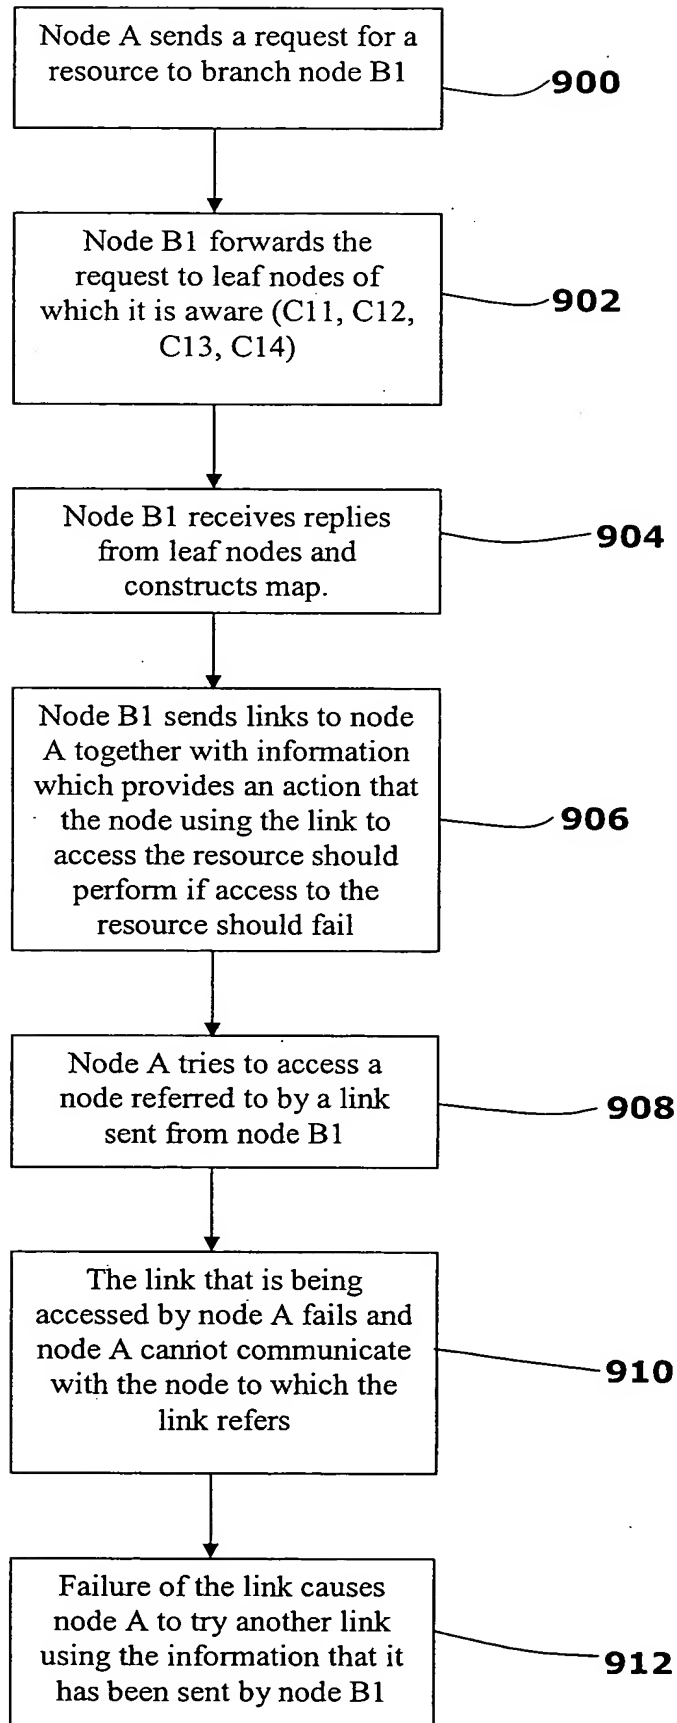 Node A sends a request for a
resource to branch node B1
900
Node B1 forwards the
request to leaf nodes of
which it is aware (C11, C12,
C13, C14)
902
Node B1 receives replies
from leaf nodes and
constructs map.
904
Node B1 sends links to node
A together with information
which provides an action that
the node using the link to
access the resource should
perform if access to the
resource should fail
906
Node A tries to access a
node referred to by a link
sent from node B1
908
The link that is being
accessed by node A fails and
node A cannot communicate
with the node to which the
link refers
910
Failure of the link causes
node A to try another link
using the information that it
has been sent by node B1
912